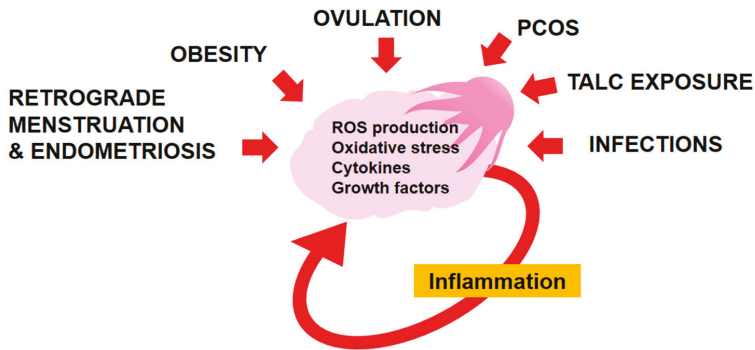 OVULATION
PCOS
OBESITY
TALC EXPOSURE
RETROGRADE
MENSTRUATION
& ENDOMETRIOSIS
INFECTIONS
ROS production
Oxidative stress
Cytokines
Growth factors
Inflammation